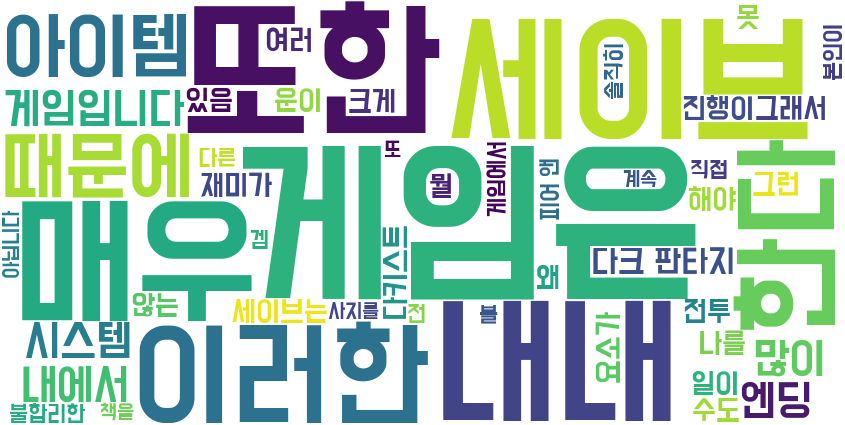 아이템
또한
여러
세이브
못
본인이
솔직히
게임입니다
있음
운이
크게
진행이
그래서
때문에
다른
재미가
또
게임은
뭘
게임에서
피어 앤
계속
직접
해야
그런
한다
매우
아닙니다
겜
다키스트
왜
다크 판타지
않는
세이브는
사지를
전
블
전투
나를
시스템
이러한
내내
요소가
많이
내에서
일이
엔딩
불합리한
책을
수도